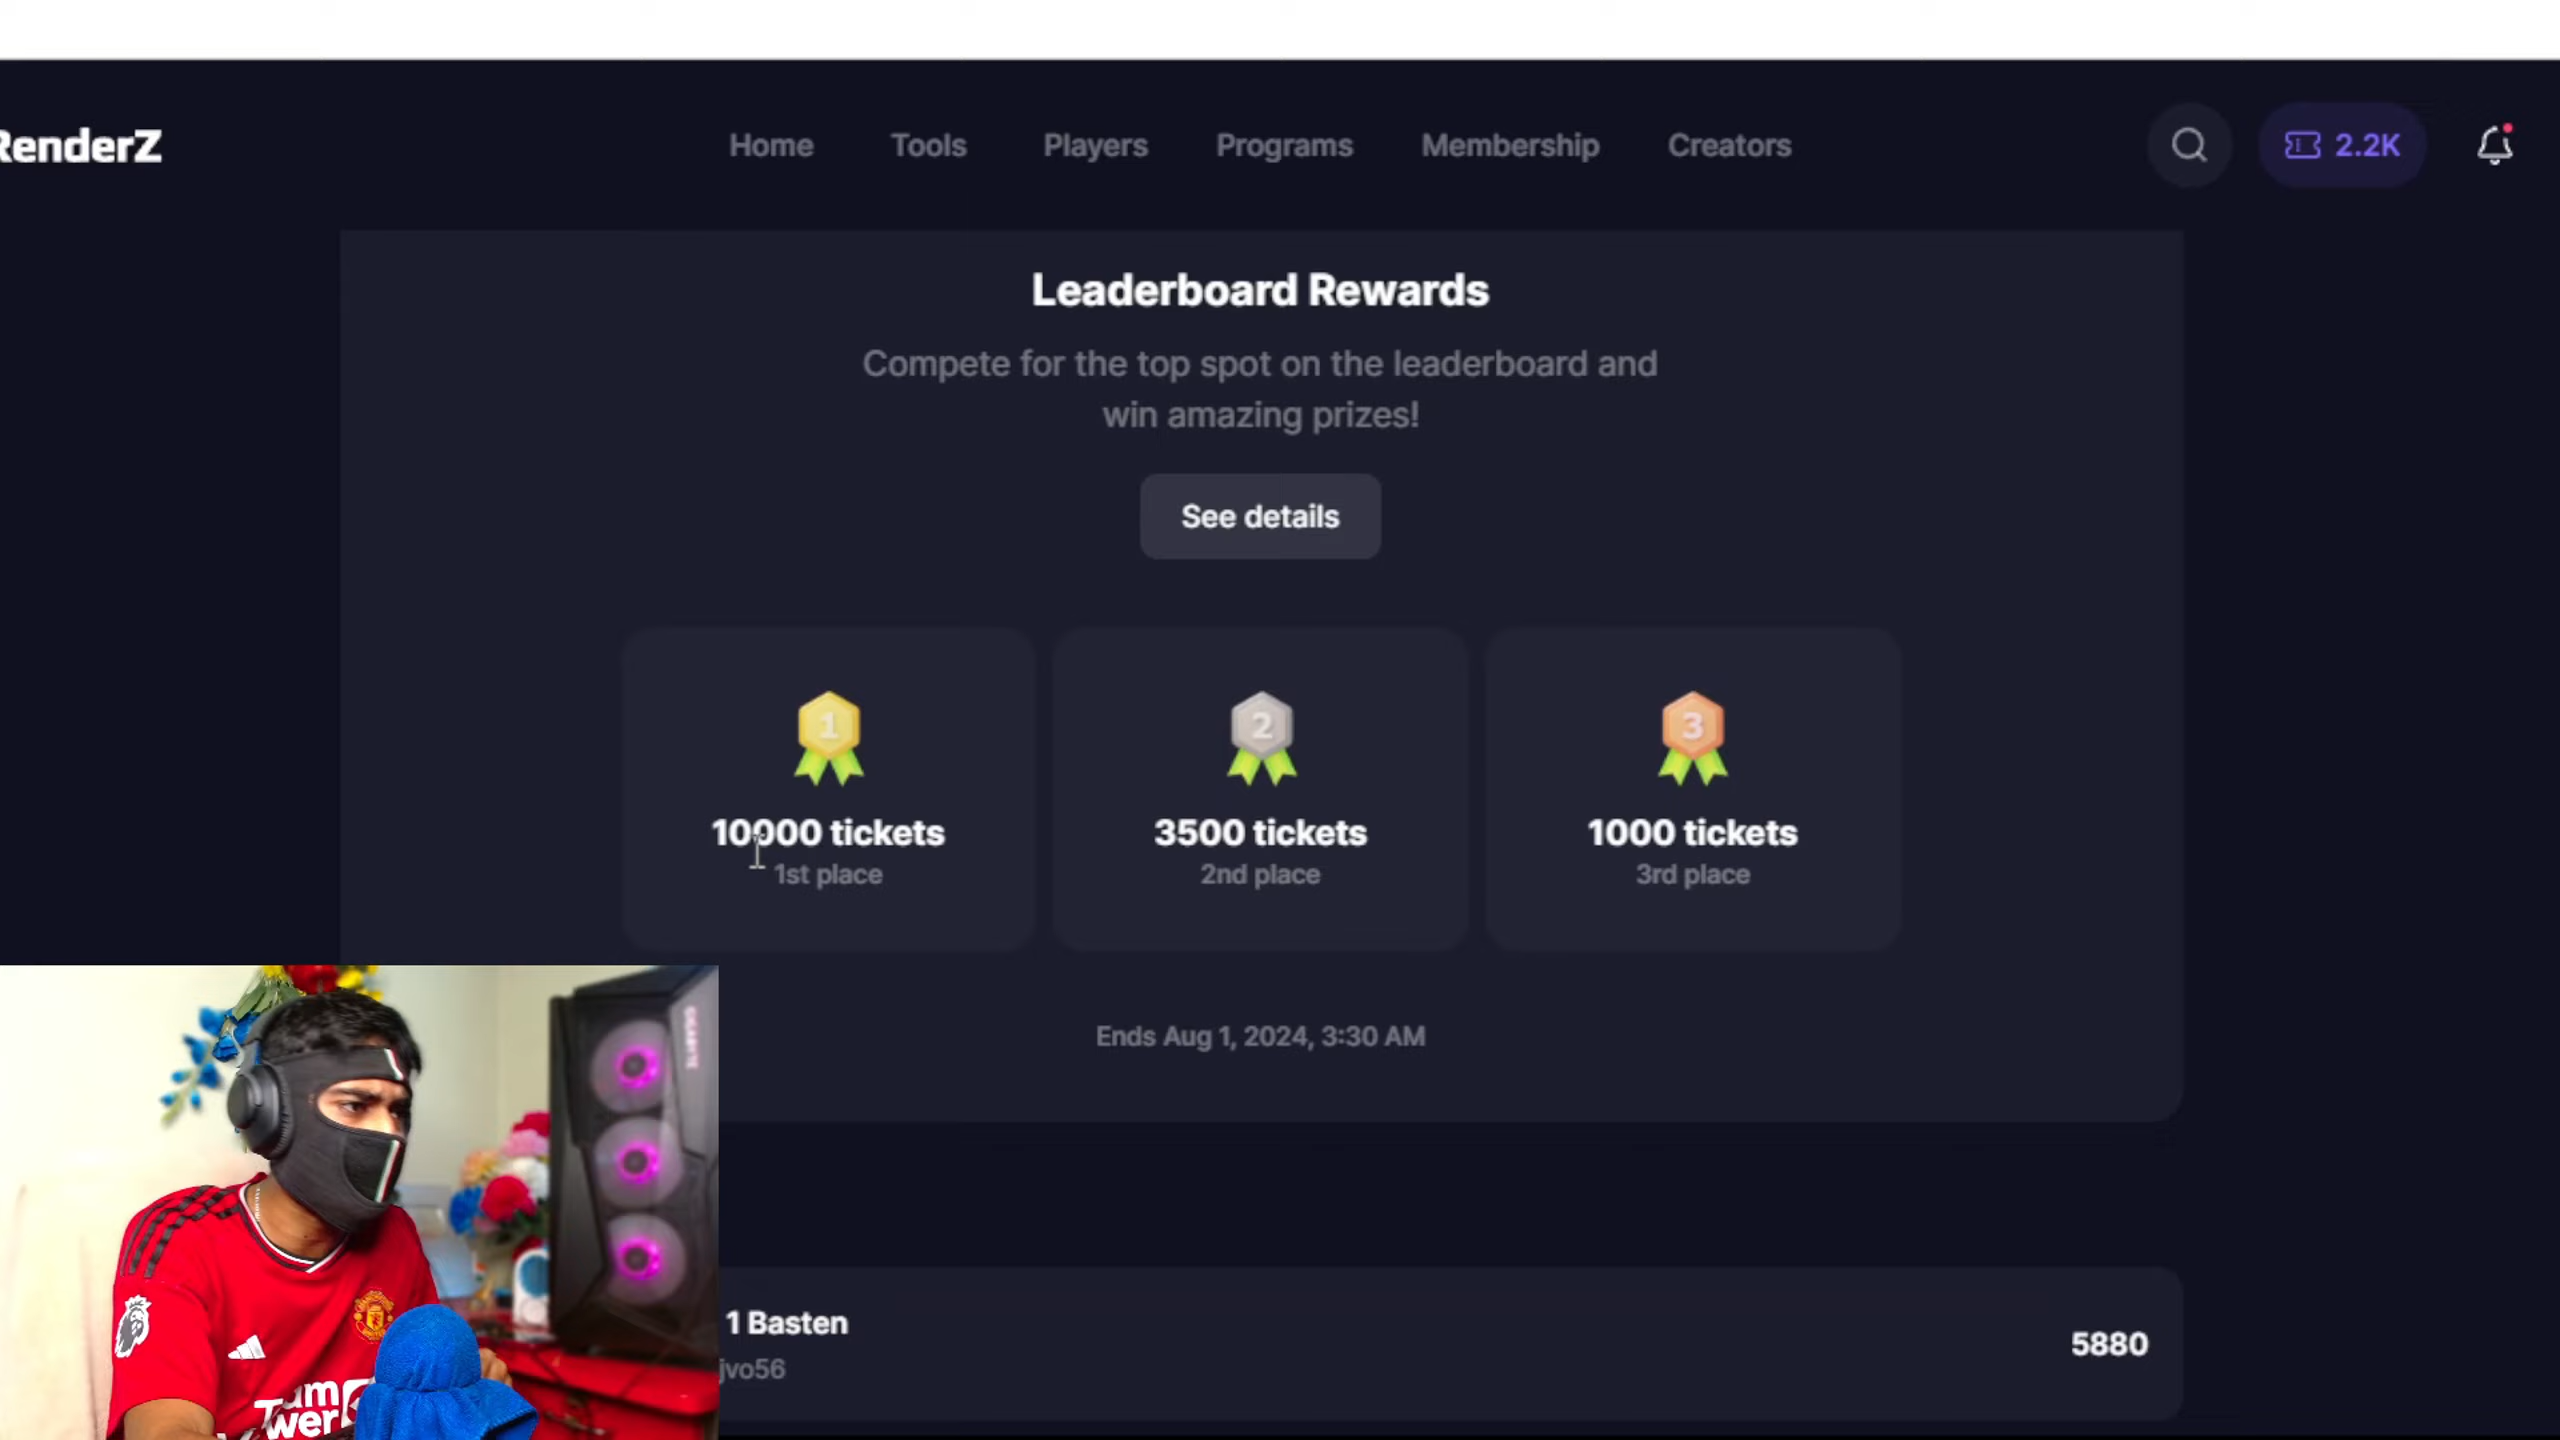 RenderZ
Home Tools Players Programs Membership Creators
2.2K
Leaderboard Rewards
Compete for the top spot on the leaderboard and
win amazing prizes!
See details
1
10000 tickets
1st place
2
3500 tickets
2nd place
3
1000 tickets
3rd place
Ends Aug 1, 2024, 3:30 AM
1 Basten
jvo56
5880